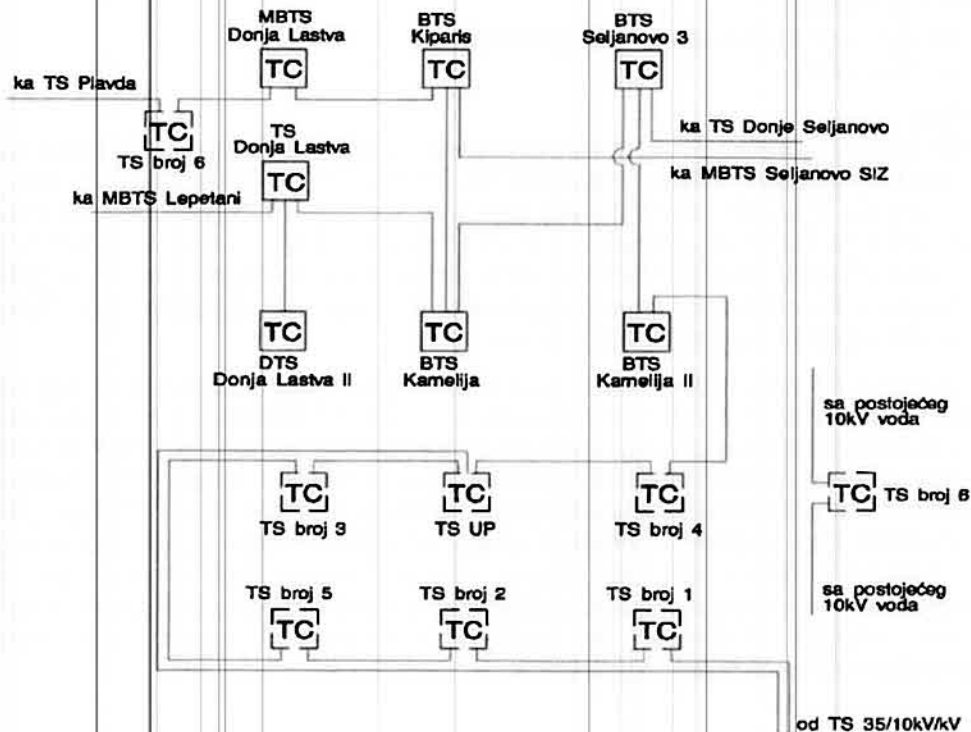 MBTS
Donja Lastva
TC
BTS
Kiparis
TC
BTS
Seljanovo 3
TC
ka TS Plavda
TC
TS broj 6
TS
Donja Lastva
TC
ka TS Donje Seljanovo
ka MBTS Seljanovo SIZ
ka MBTS Lepetani
TC
DTS
Donja Lastva II
TC
BTS
Kamelija
TC
BTS
Kamelija II
sa postojećeg
10kV voda
TC
TS broj 3
TC
TS UP
TC
TS broj 4
TC TS broj 6
TS broj 5
TC
TS broj 2
TC
TS broj 1
TC
sa postojećeg
10kV voda
od TS 35/10kV/kV